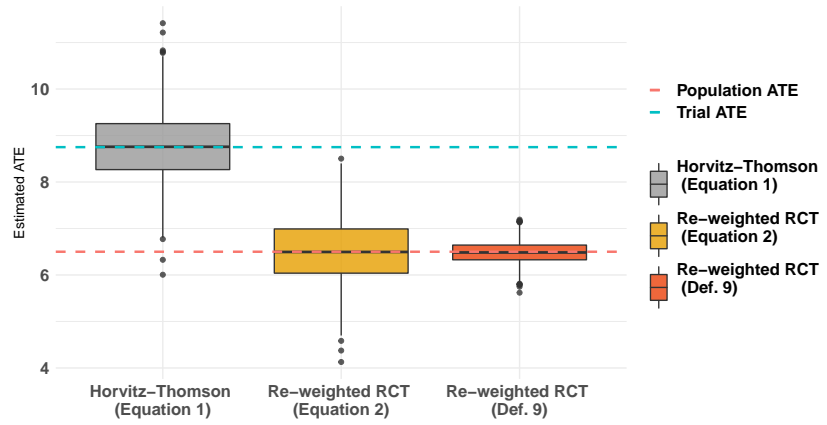 Estimated ATE
10
8
6
4
Horvitz−Thomson
(Equation 1)
Re−weighted RCT
(Equation 2)
Re−weighted RCT
(Def. 9)
Population ATE
Trial ATE
Horvitz−Thomson
(Equation 1)
Re−weighted RCT
(Equation 2)
Re−weighted RCT
(Def. 9)